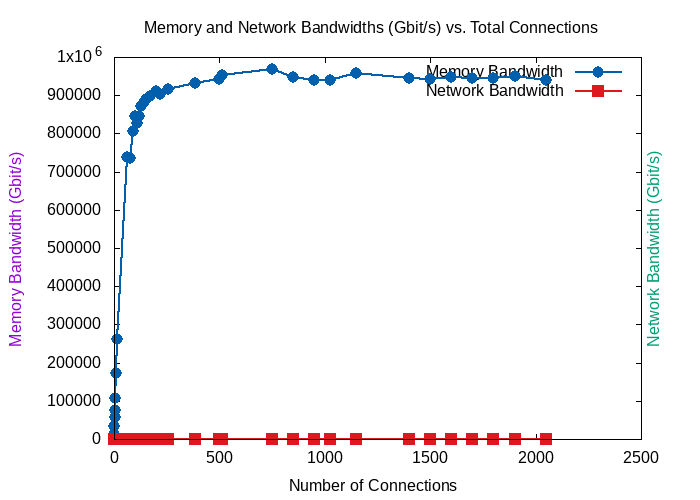 Memory and Network Bandwidths (Gbit/s) vs. Total Connections
1x10^6
900000
800000
700000
600000
500000
400000
300000
200000
100000
0
Memory Bandwidth (Gbit/s)
Memory Bandwidth
Network Bandwidth
Network Bandwidth (Gbit/s)
0 500 1000 1500 2000 2500
Number of Connections